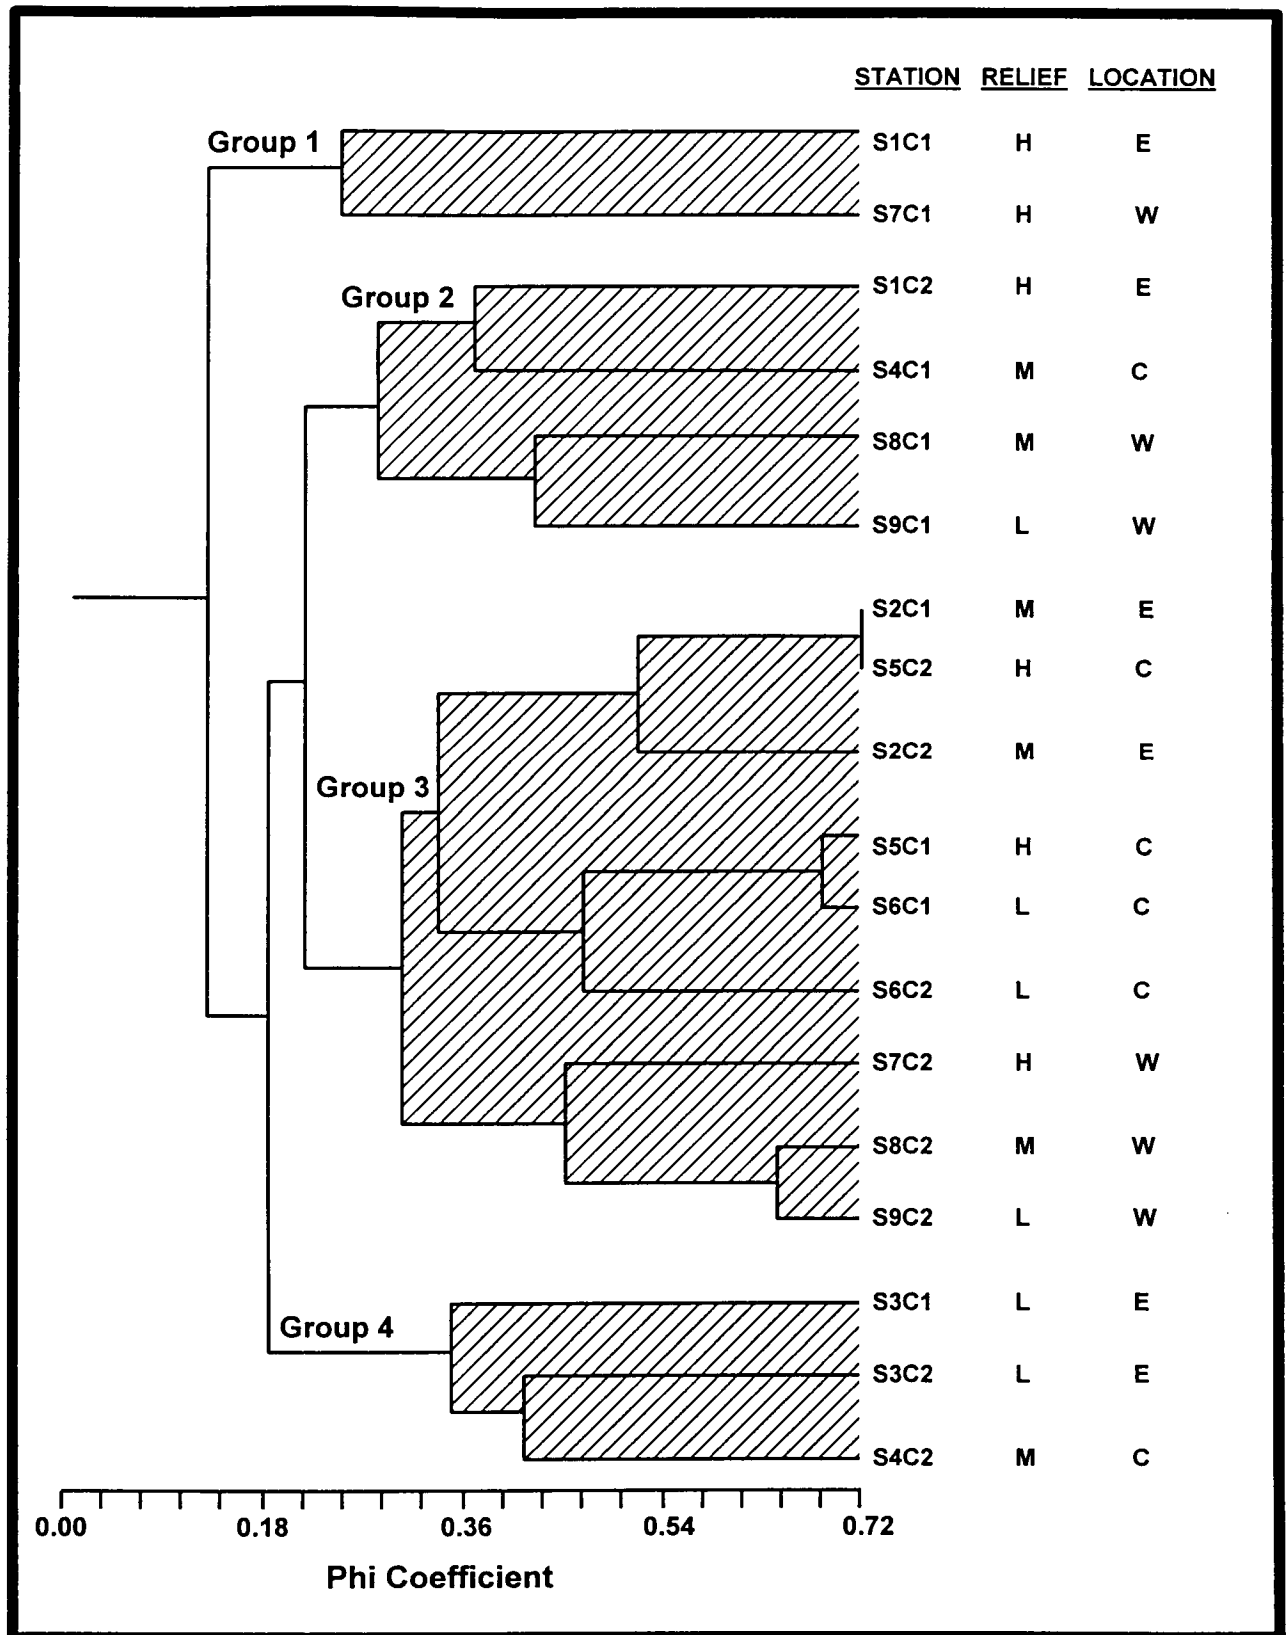 STATION RELIEF LOCATION
Group 1
S1C1 H E
S7C1 H W
Group 2
S1C2 H E
S4C1 M C
S8C1 M W
S9C1 L W
S2C1 M E
S5C2 H C
S2C2 M E
Group 3
S5C1 H C
S6C1 L C
S6C2 L C
S7C2 H W
S8C2 M W
S9C2 L W
S3C1 L E
Group 4
S3C2 L E
S4C2 M C
0.00 0.18 0.36 0.54 0.72
Phi Coefficient